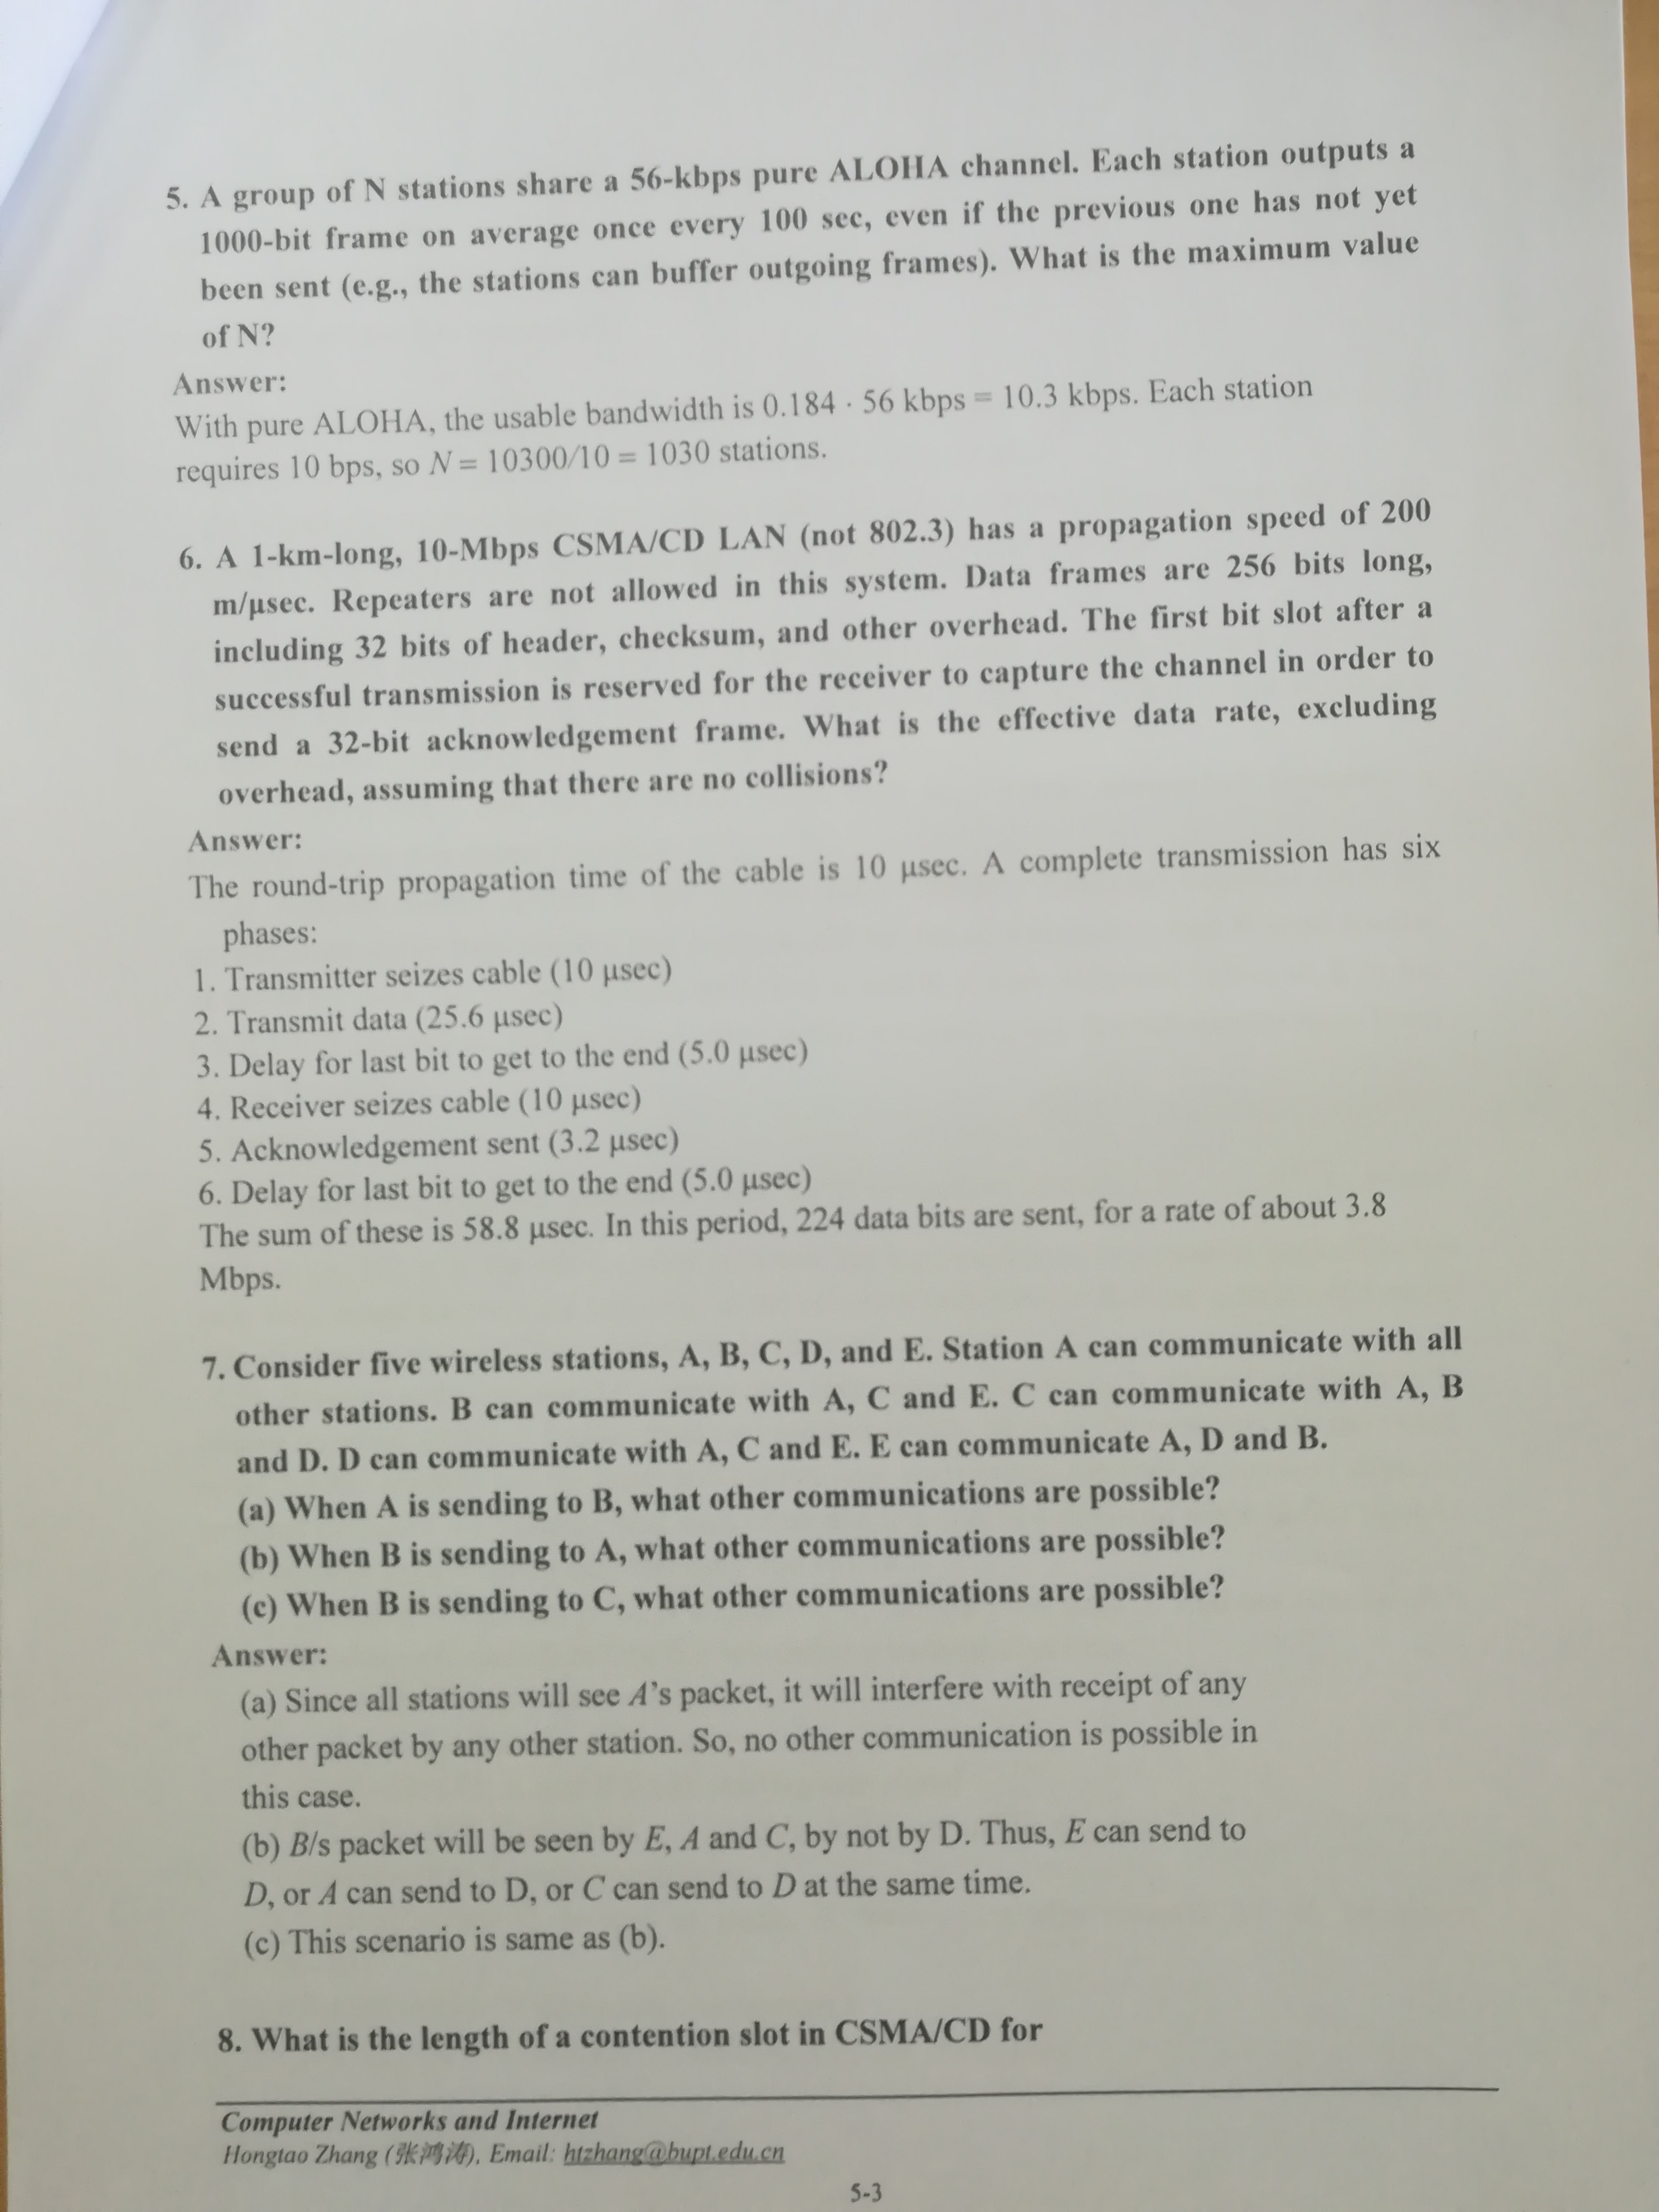 5. A group of N stations share a 56-kbps pure ALOHA channel. Each station outputs a
1000-bit frame on average once every 100 sec, even if the previous one has not yet
been sent (e.g., the stations can buffer outgoing frames). What is the maximum value
of N?
Answer:
With pure ALOHA, the usable bandwidth is 0.184 · 56 kbps = 10.3 kbps. Each station
requires 10 bps, so N = 10300/10 = 1030 stations.
6. A 1-km-long, 10-Mbps CSMA/CD LAN (not 802.3) has a propagation speed of 200
m/μsec. Repeaters are not allowed in this system. Data frames are 256 bits long,
including 32 bits of header, checksum, and other overhead. The first bit slot after a
successful transmission is reserved for the receiver to capture the channel in order to
send a 32-bit acknowledgement frame. What is the effective data rate, excluding
overhead, assuming that there are no collisions?
Answer:
The round-trip propagation time of the cable is 10 μsec. A complete transmission has six
phases:
1. Transmitter seizes cable (10 μsec)
2. Transmit data (25.6 μsec)
3. Delay for last bit to get to the end (5.0 μsec)
4. Receiver seizes cable (10 μsec)
5. Acknowledgement sent (3.2 μsec)
6. Delay for last bit to get to the end (5.0 μsec)
The sum of these is 58.8 μsec. In this period, 224 data bits are sent, for a rate of about 3.8
Mbps.
7. Consider five wireless stations, A, B, C, D, and E. Station A can communicate with all
other stations. B can communicate with A, C and E. C can communicate with A, B
and D. D can communicate with A, C and E. E can communicate A, D and B.
(a) When A is sending to B, what other communications are possible?
(b) When B is sending to A, what other communications are possible?
(c) When B is sending to C, what other communications are possible?
Answer:
(a) Since all stations will see A's packet, it will interfere with receipt of any
other packet by any other station. So, no other communication is possible in
this case.
(b) B/s packet will be seen by E, A and C, by not by D. Thus, E can send to
D, or A can send to D, or C can send to D at the same time.
(c) This scenario is same as (b).
8. What is the length of a contention slot in CSMA/CD for
Computer Networks and Internet
Hongtao Zhang (张鸿涛), Email: htzhang@bupt.edu.cn
5-3